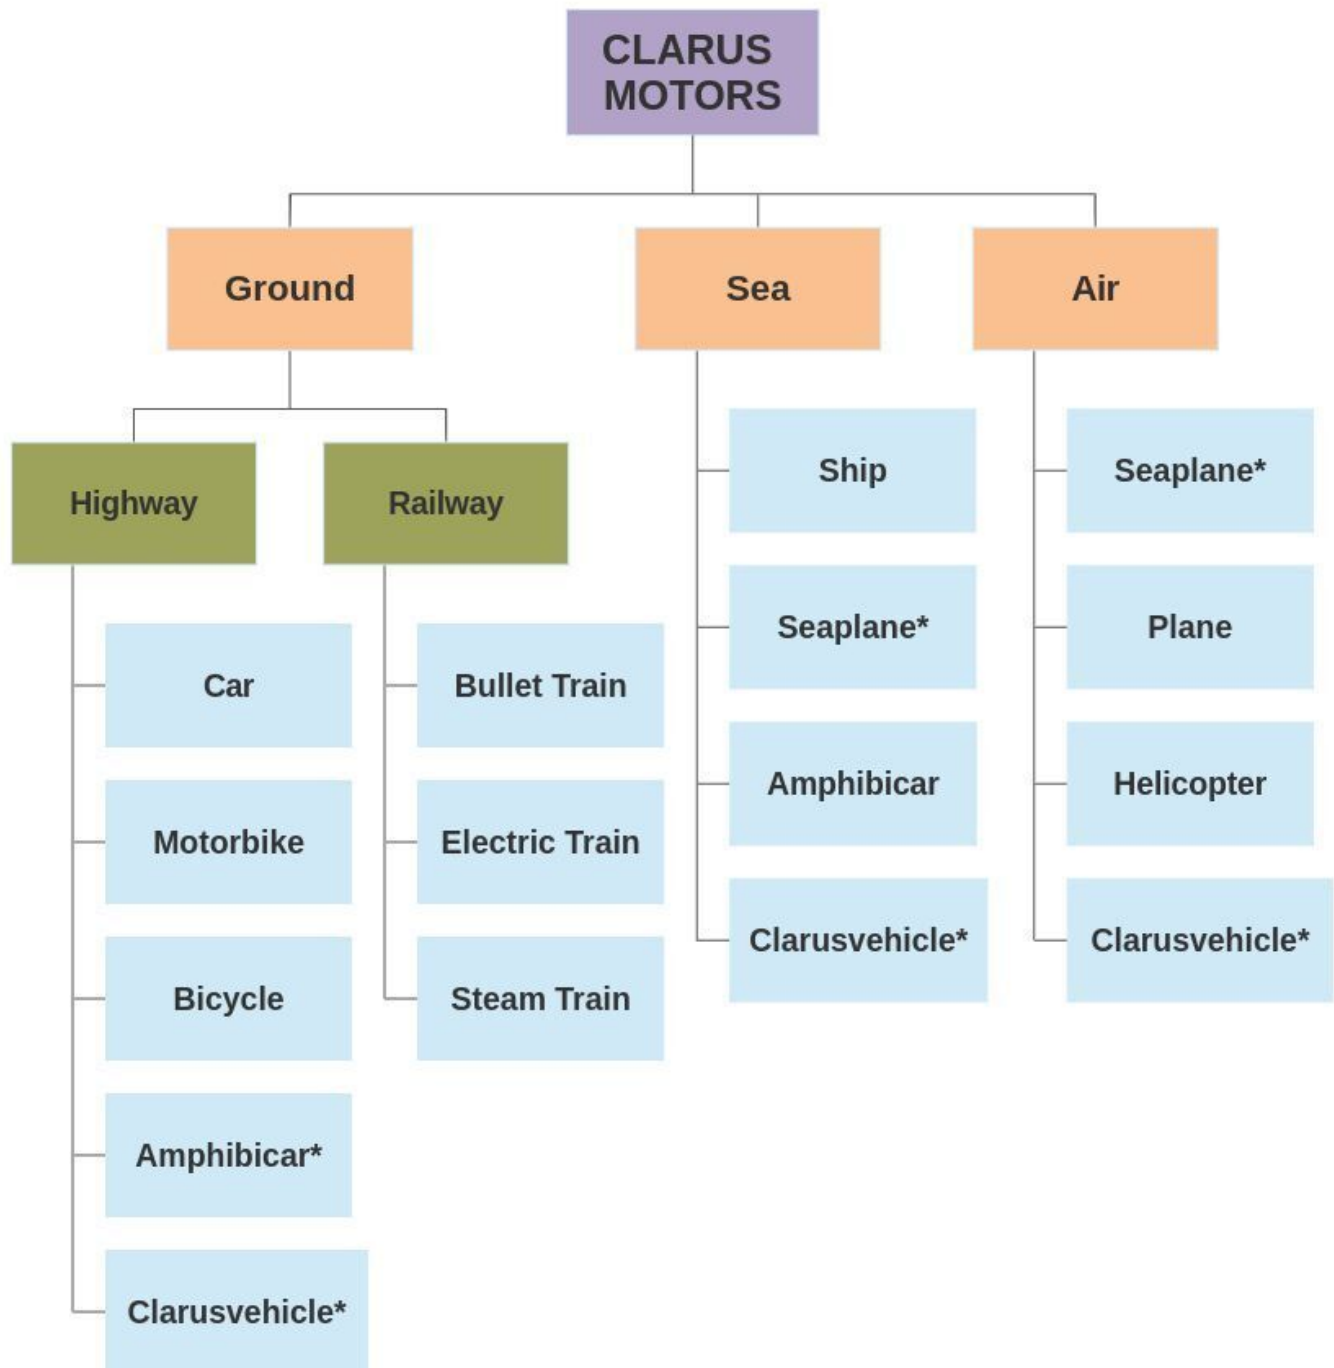 CLARUS
MOTORS
Ground
Sea
Air
Highway
Railway
Car
Motorbike
Bicycle
Amphibicar*
Clarusvehicle*
Bullet Train
Electric Train
Steam Train
Ship
Seaplane*
Amphibicar
Clarusvehicle*
Seaplane*
Plane
Helicopter
Clarusvehicle*